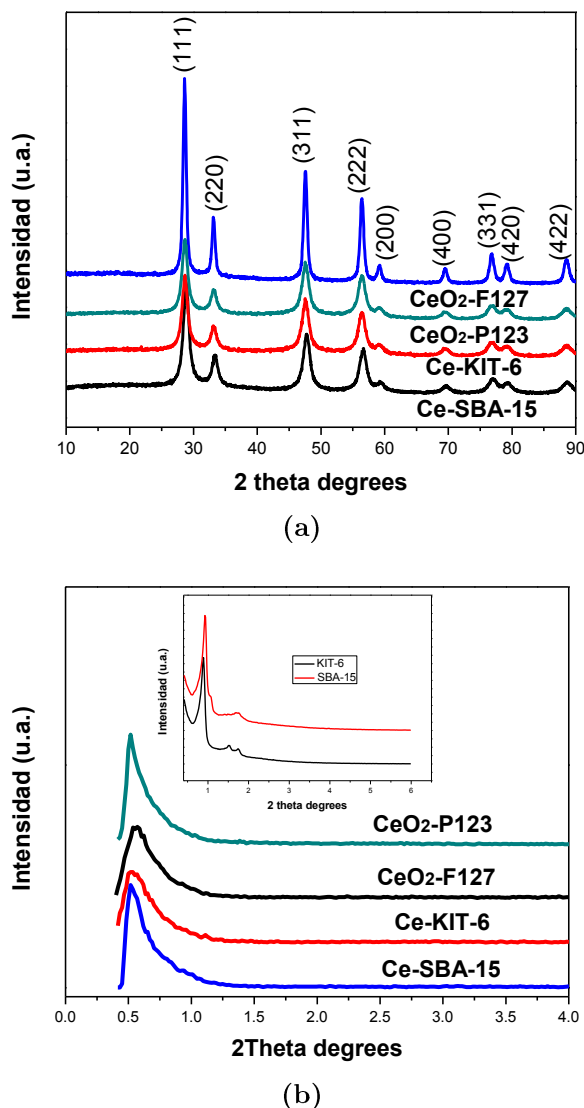 (111)
(220)
(311)
(222)
(200)
(400)
(331)
(420)
(422)
Intensidad (u.a.)
CeO2-F127
CeO2-P123
Ce-KIT-6
Ce-SBA-15
10 20 30 40 50 60 70 80 90
2 theta degrees
(a)
Intensidad (u.a.)
KIT-6
SBA-15
Intensidad (u.a.)
1 2 3 4 5 6
2 theta degrees
CeO2-P123
CeO2-F127
Ce-KIT-6
Ce-SBA-15
0.0 0.5 1.0 1.5 2.0 2.5 3.0 3.5 4.0
2Theta degrees
(b)